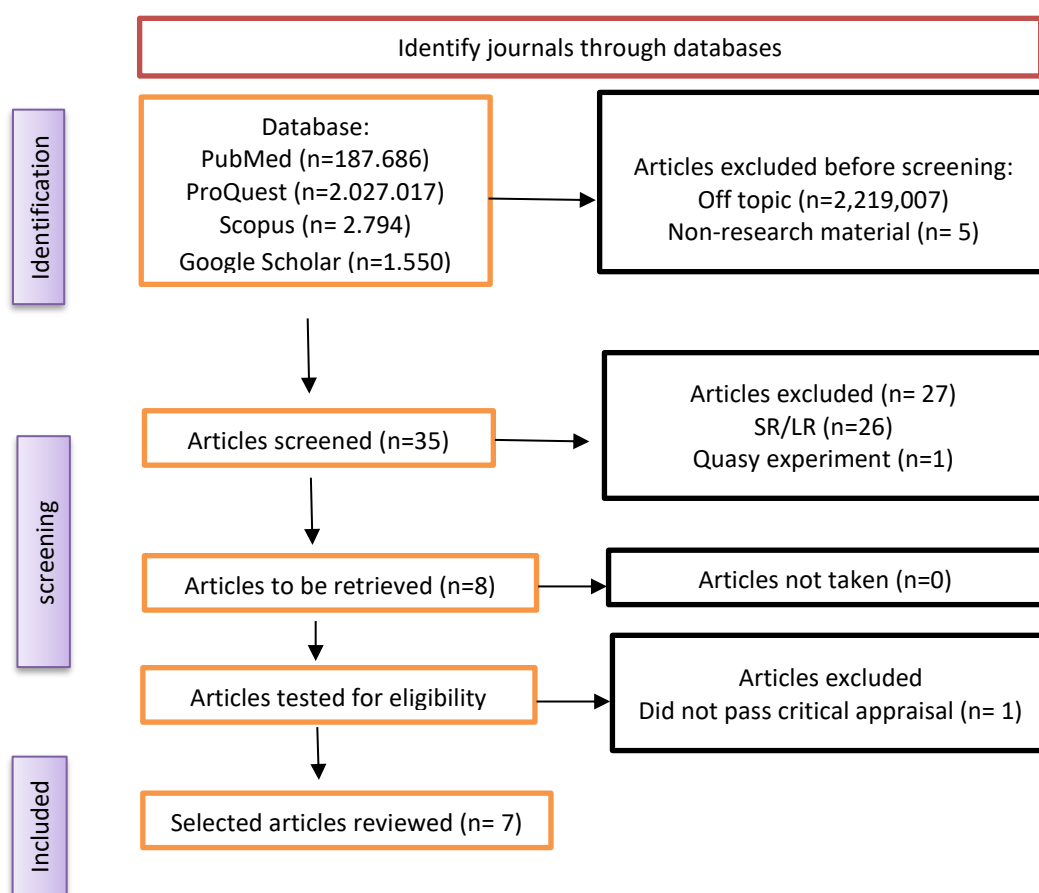 Identify journals through databases
Identification
Database:
PubMed (n=187.686)
ProQuest (n=2.027.017)
Scopus (n= 2.794)
Google Scholar (n=1.550)
Articles excluded before screening:
Off topic (n=2,219,007)
Non-research material (n= 5)
screening
Articles screened (n=35)
Articles excluded (n= 27)
SR/LR (n=26)
Quasy experiment (n=1)
Articles to be retrieved (n=8)
Articles not taken (n=0)
Articles tested for eligibility
Articles excluded
Did not pass critical appraisal (n= 1)
Included
Selected articles reviewed (n= 7)